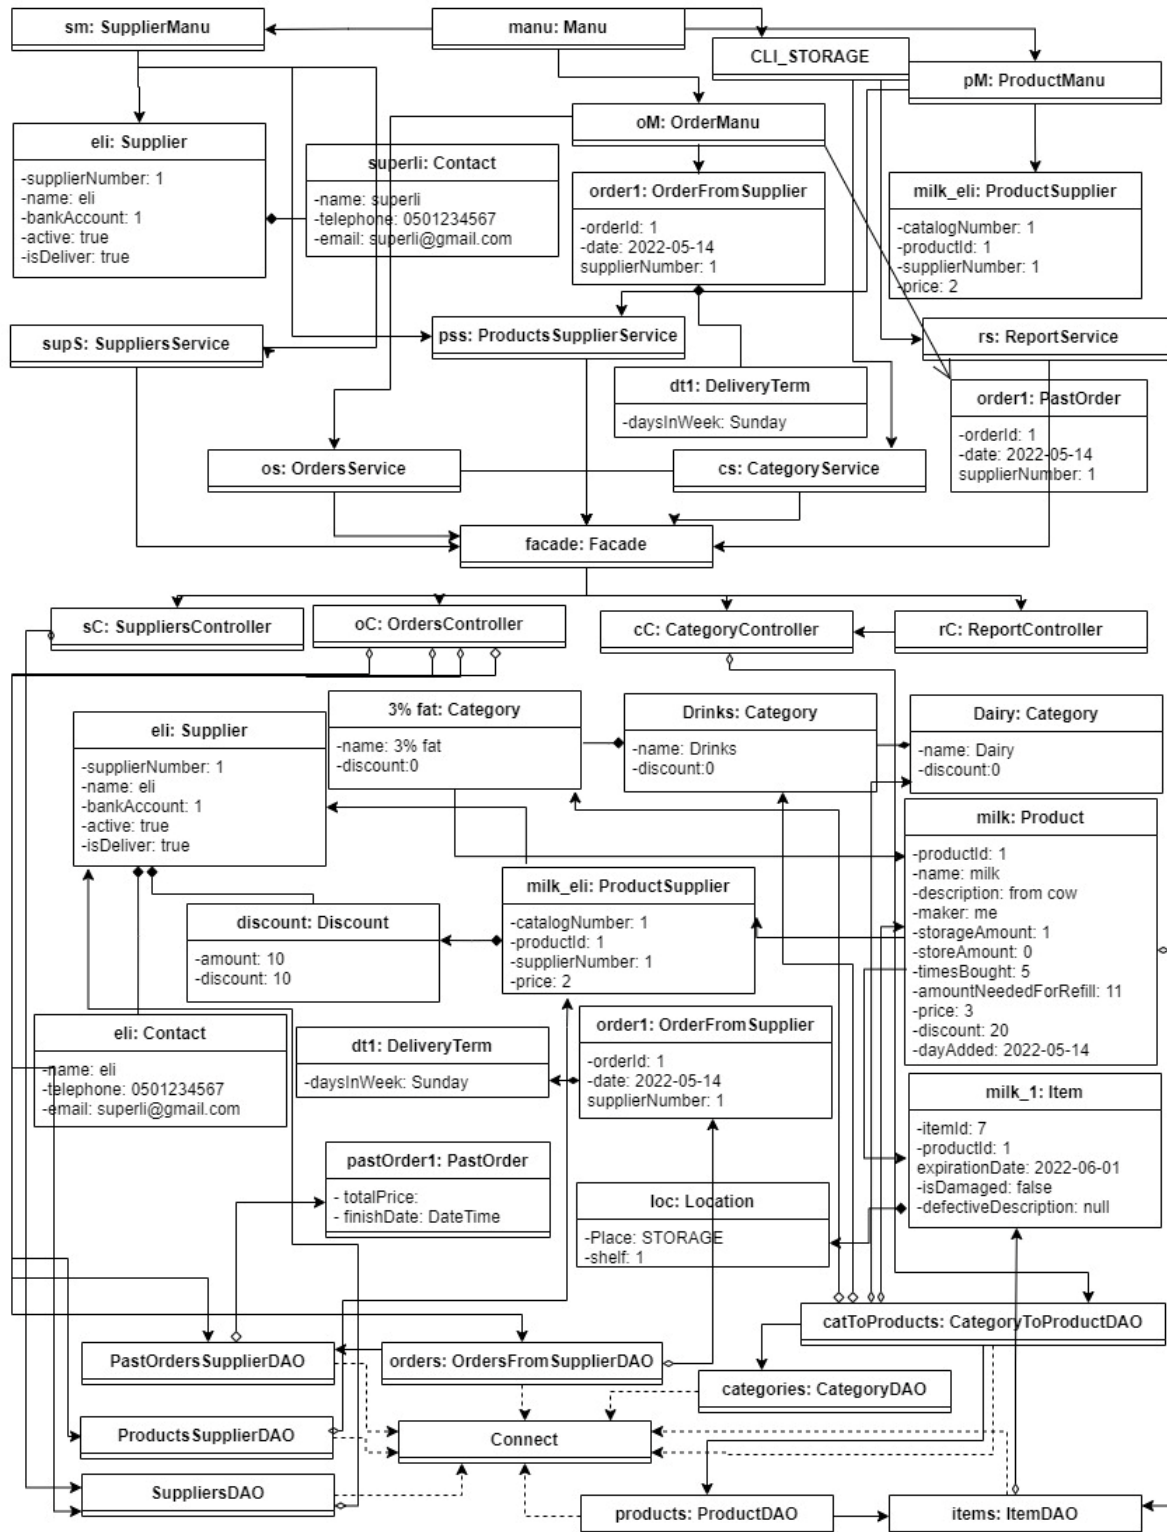 sm: SupplierManu
manu: Manu
CLI_STORAGE
pM: ProductManu
oM: OrderManu
eli: Supplier
-supplierNumber: 1
-name: eli
-bankAccount: 1
-active: true
-isDeliver: true
superli: Contact
-name: superli
-telephone: 0501234567
-email: superli@gmail.com
order1: OrderFromSupplier
-orderId: 1
-date: 2022-05-14
supplierNumber: 1
milk_eli: ProductSupplier
-catalogNumber: 1
-productId: 1
-supplierNumber: 1
-price: 2
supS: SuppliersService
pss: ProductsSupplierService
rs: ReportService
dt1: DeliveryTerm
-daysInWeek: Sunday
order1: PastOrder
-orderId: 1
-date: 2022-05-14
supplierNumber: 1
os: OrdersService
cs: CategoryService
facade: Facade
sC: SuppliersController
oC: OrdersController
cC: CategoryController
rC: ReportController
eli: Supplier
-supplierNumber: 1
-name: eli
-bankAccount: 1
-active: true
-isDeliver: true
3% fat: Category
-name: 3% fat
-discount:0
Drinks: Category
-name: Drinks
-discount:0
Dairy: Category
-name: Dairy
-discount:0
milk: Product
-productId: 1
-name: milk
-description: from cow
-maker: me
-storageAmount: 1
-storeAmount: 0
-timesBought: 5
-amountNeededForRefill: 11
-price: 3
-discount: 20
-dayAdded: 2022-05-14
milk_eli: ProductSupplier
-catalogNumber: 1
-productId: 1
-supplierNumber: 1
-price: 2
discount: Discount
-amount: 10
-discount: 10
eli: Contact
-name: eli
-telephone: 0501234567
-email: superli@gmail.com
dt1: DeliveryTerm
-daysInWeek: Sunday
order1: OrderFromSupplier
-orderId: 1
-date: 2022-05-14
supplierNumber: 1
milk_1: Item
-itemId: 7
-productId: 1
expirationDate: 2022-06-01
-isDamaged: false
-defectiveDescription: null
pastOrder1: PastOrder
- totalPrice:
- finishDate: DateTime
loc: Location
-Place: STORAGE
-shelf: 1
catToProducts: CategoryToProductDAO
PastOrdersSupplierDAO
orders: OrdersFromSupplierDAO
categories: CategoryDAO
ProductsSupplierDAO
Connect
SuppliersDAO
products: ProductDAO
items: ItemDAO